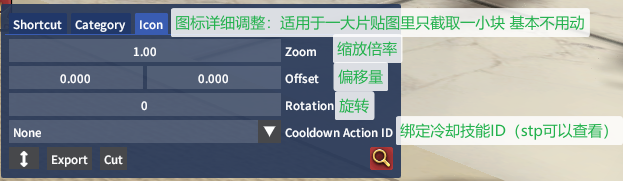 Shortcut Category Icon 图标详细调整：适用于一大片贴图里只截取一小块 基本不用动
1.00 Zoom 缩放倍率
0.000 0.000 Offset 偏移量
0 Rotation 旋转
None Cooldown Action ID 绑定冷却技能ID（stp可以查看）
Export Cut